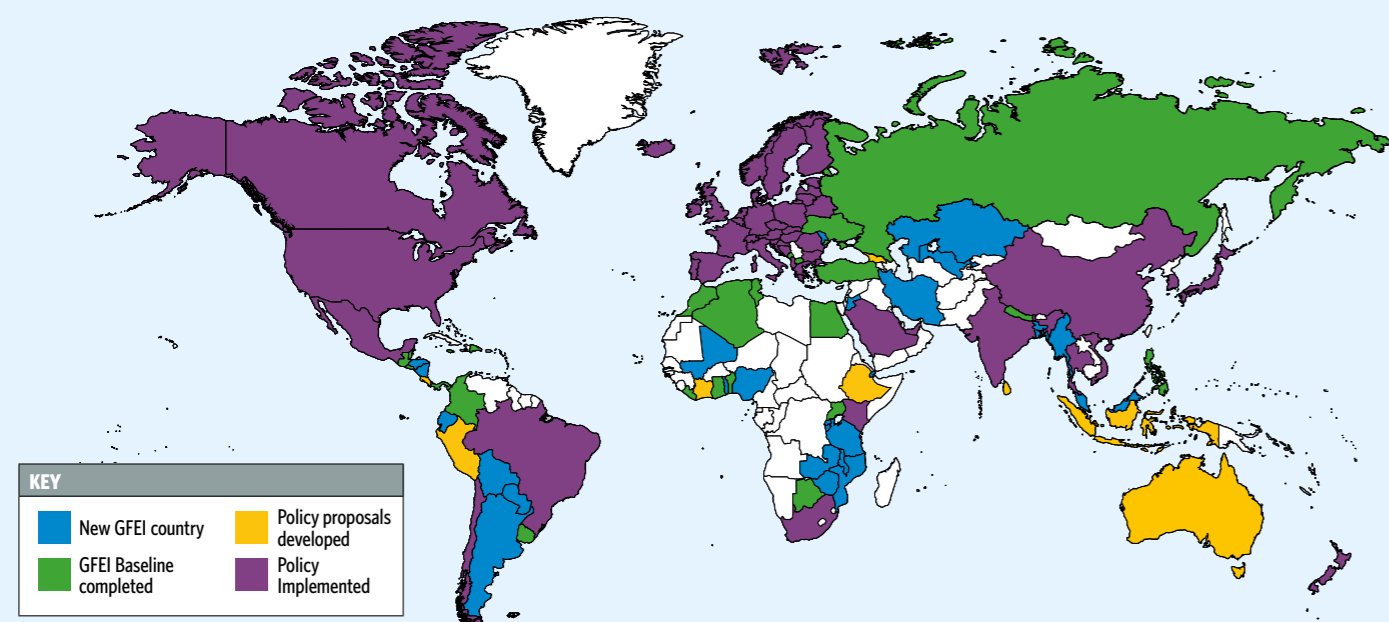 KEY
New GFEI country
GFEI Baseline
completed
Policy proposals
developed
Policy
Implemented